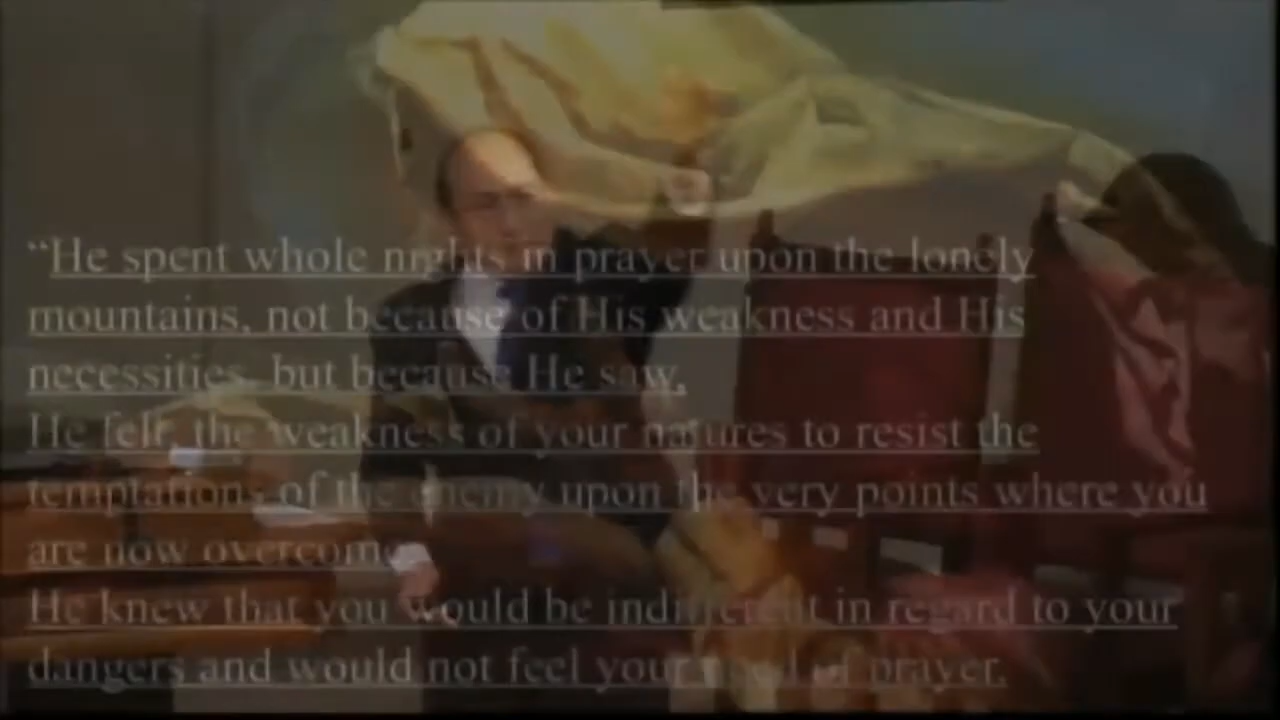 “He spent whole nights in prayer upon the lonely
mountains, not because of His weakness and His
necessities, but because He saw,
He felt, the weakness of your natures to resist the
temptations of the enemy upon the very points where you
are now overcome
He knew that you would be indifferent in regard to your
dangers and would not feel your need of prayer.